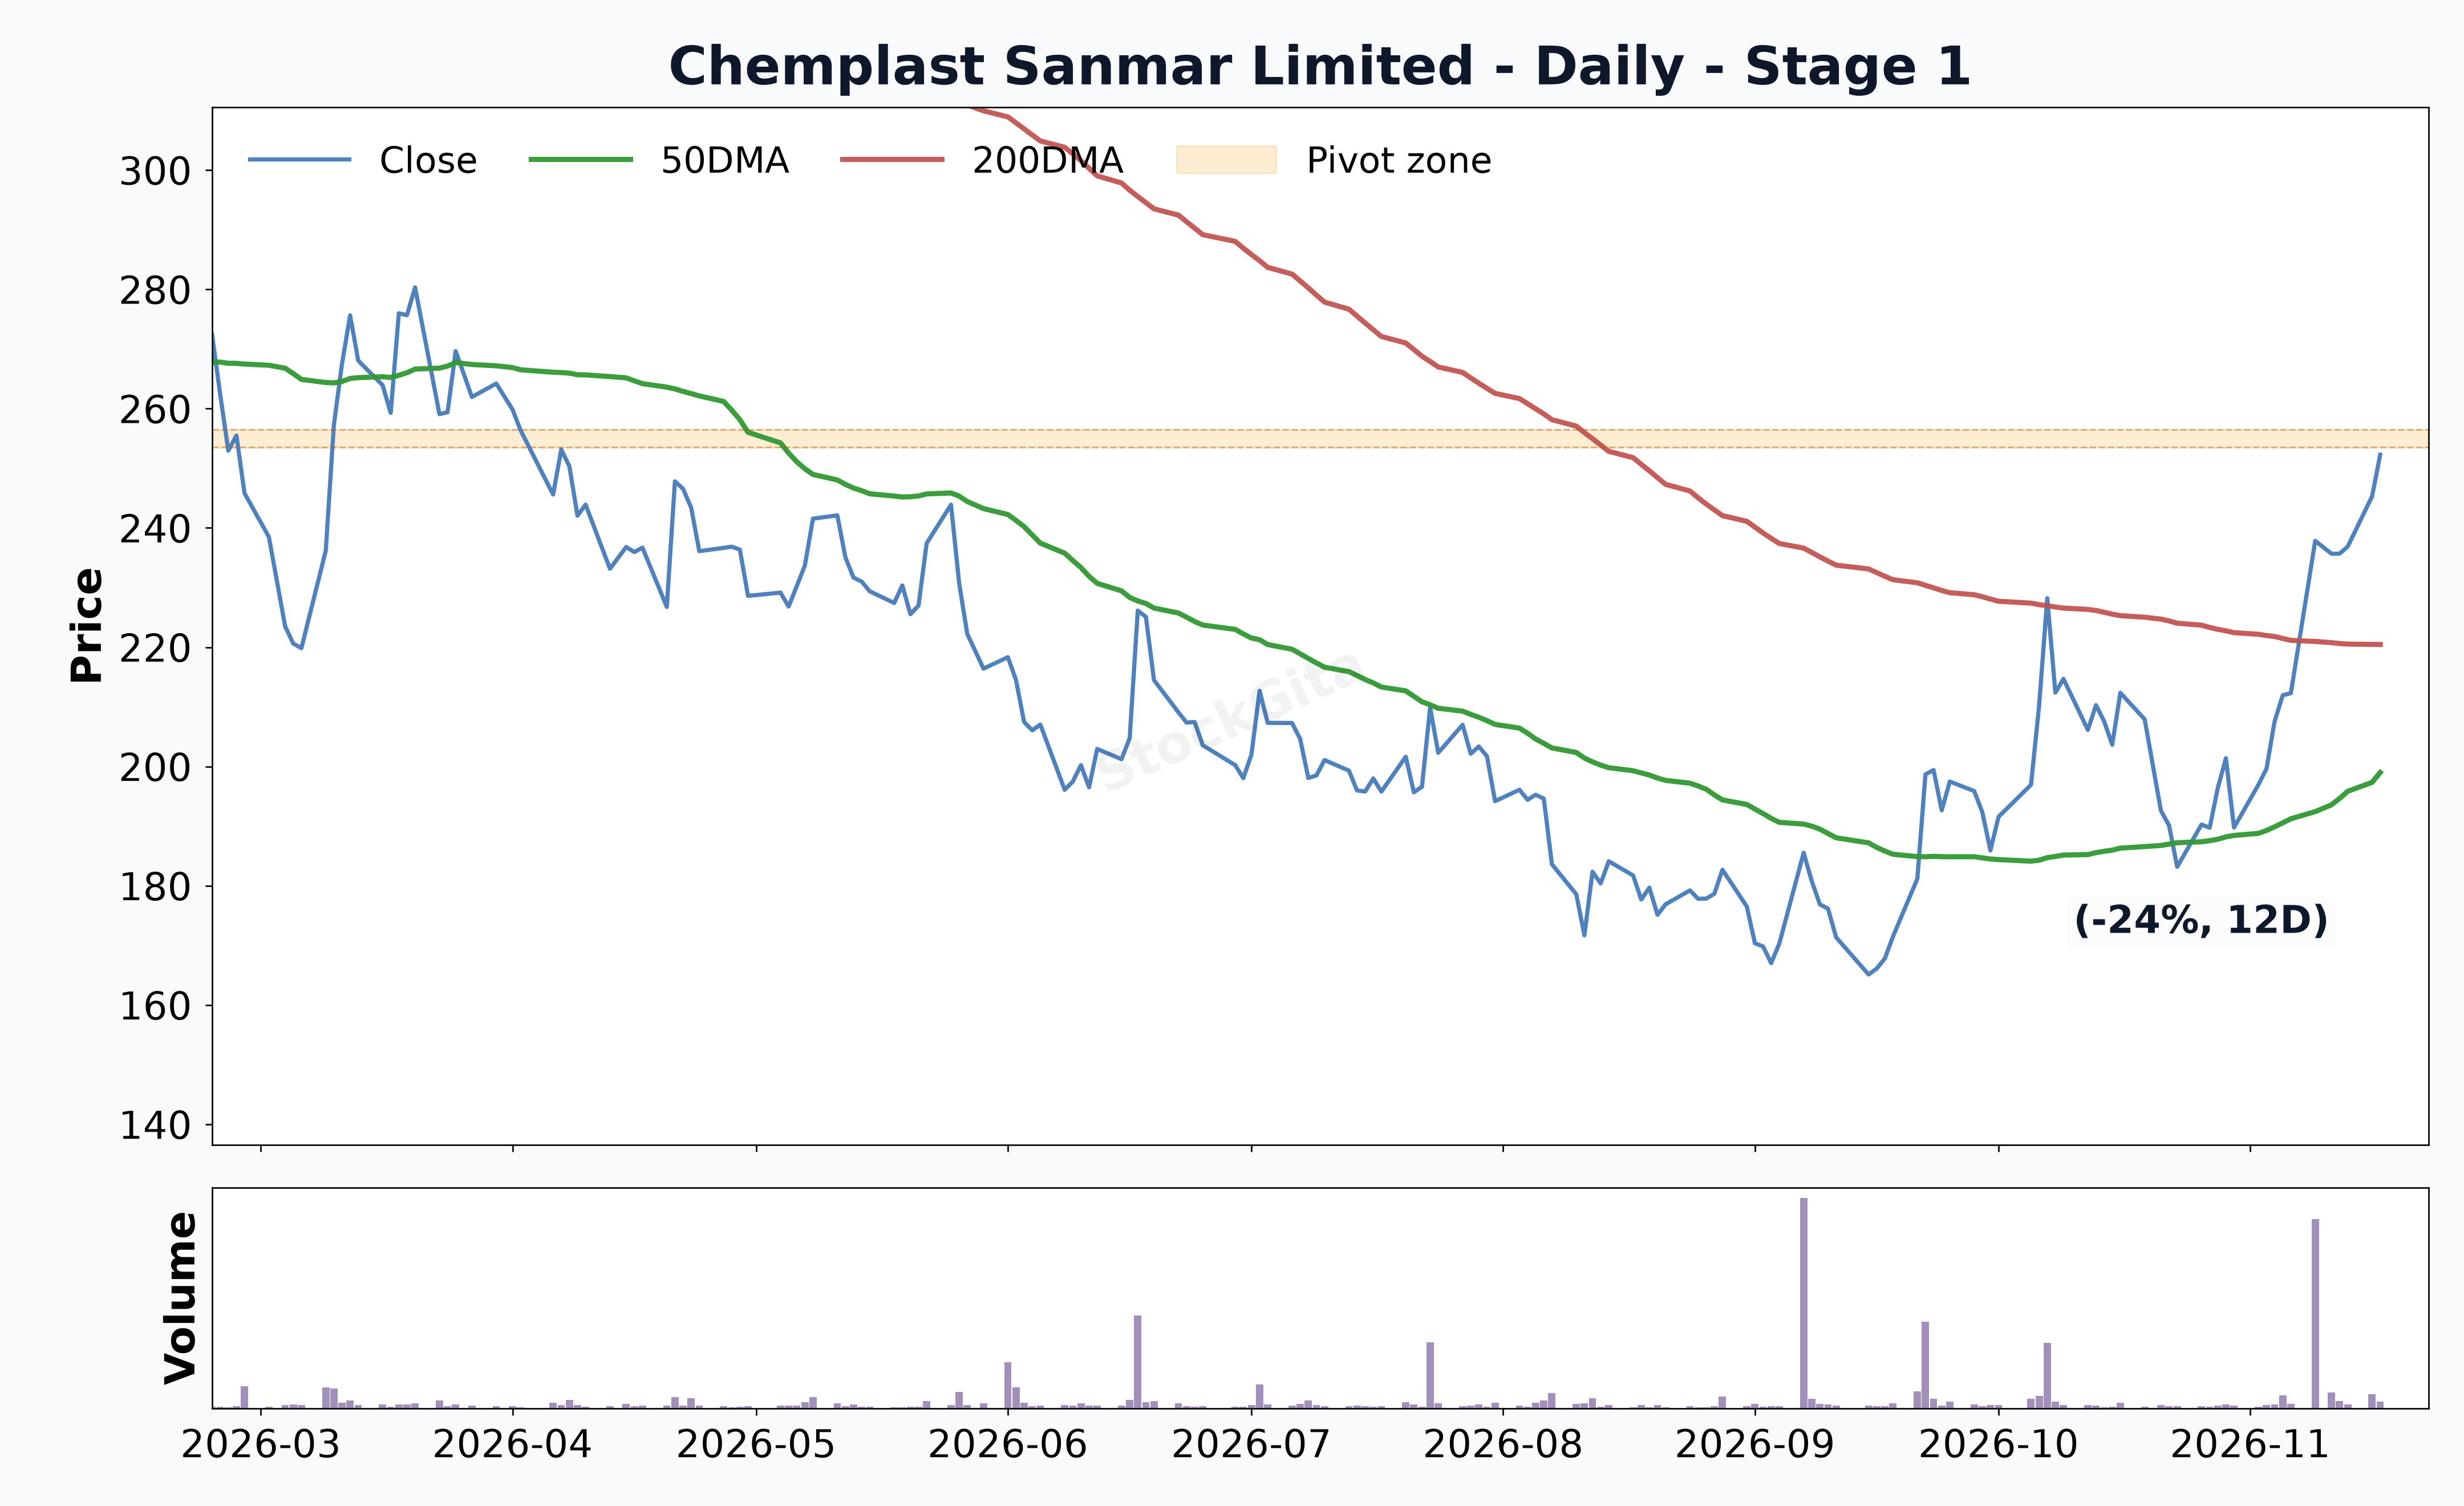 Chemplast Sanmar Limited - Daily - Stage 1
Close 50DMA 200DMA Pivot zone
300
280
260
240
220
200
180
160
140
Price
StockGita
(-24%, 12D)
Volume
2026-03 2026-04 2026-05 2026-06 2026-07 2026-08 2026-09 2026-10 2026-11